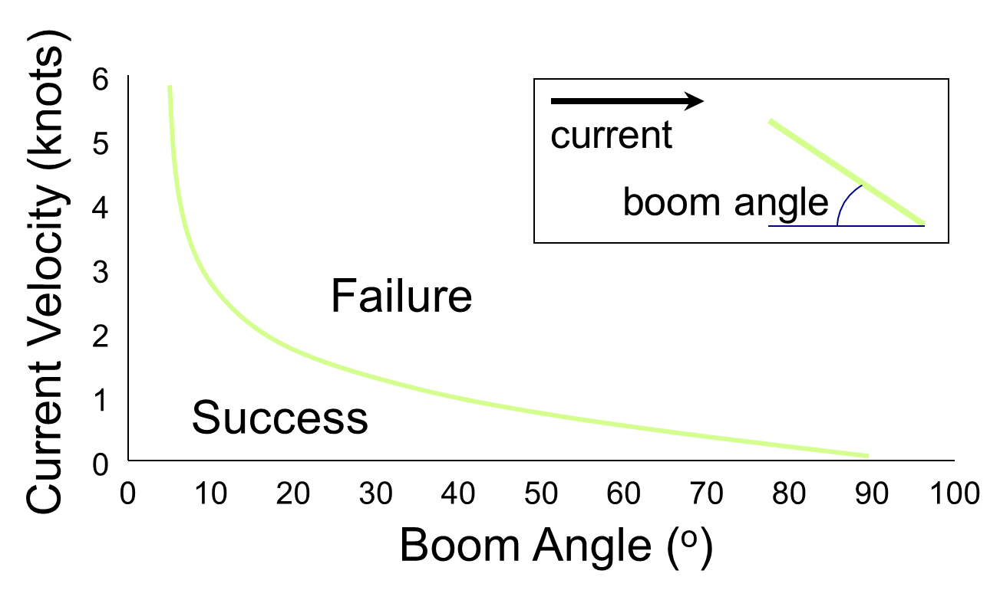 Current Velocity (knots)
6
5
4
3
2
1
0
current
boom angle
Failure
Success
0 10 20 30 40 50 60 70 80 90 100
Boom Angle (º)